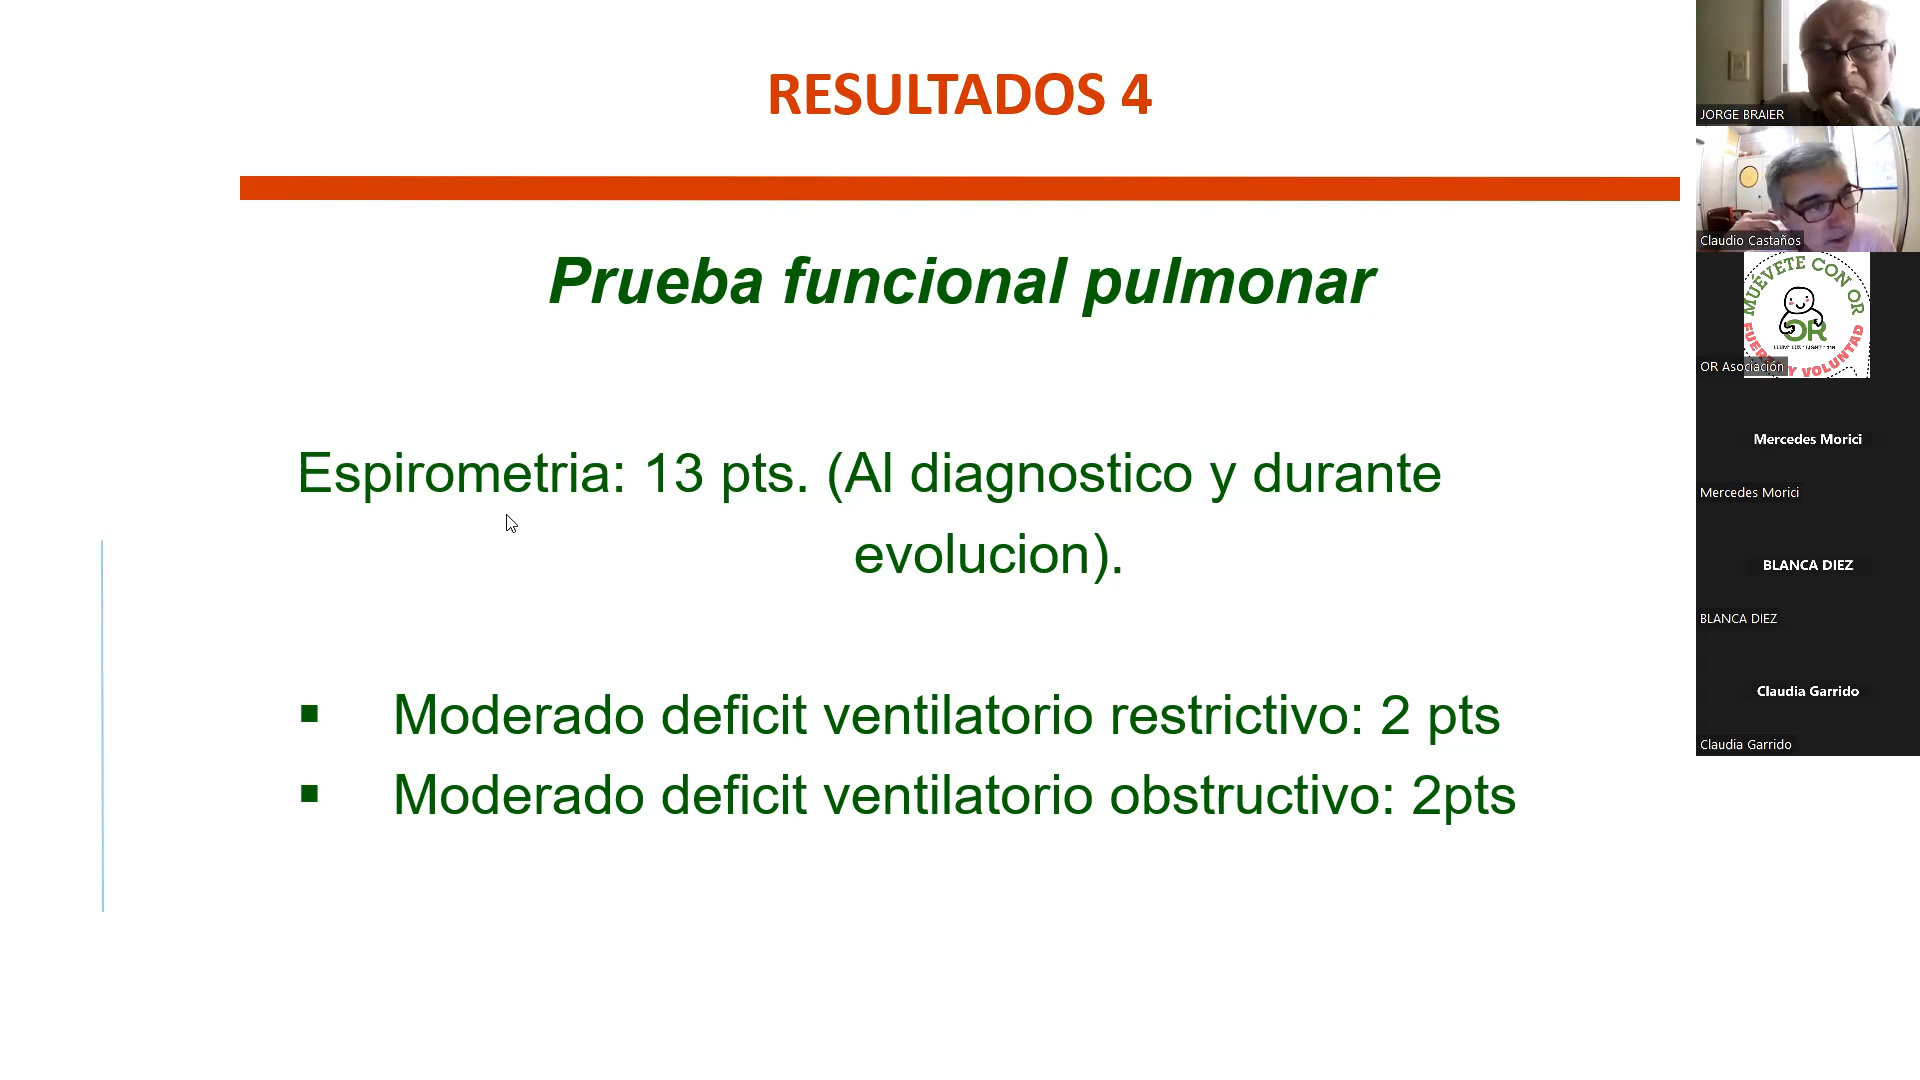 RESULTADOS 4
Prueba funcional pulmonar
Espirometria: 13 pts. (Al diagnostico y durante
evolucion).
▪ Moderado deficit ventilatorio restrictivo: 2 pts
▪ Moderado deficit ventilatorio obstructivo: 2pts
JORGE BRAIER
Claudio Castaños
MUÉVETE CON OR
OR
Y VOLUNTAD
OR Asociación
Mercedes Morici
Mercedes Morici
BLANCA DIEZ
BLANCA DIEZ
Claudia Garrido
Claudia Garrido